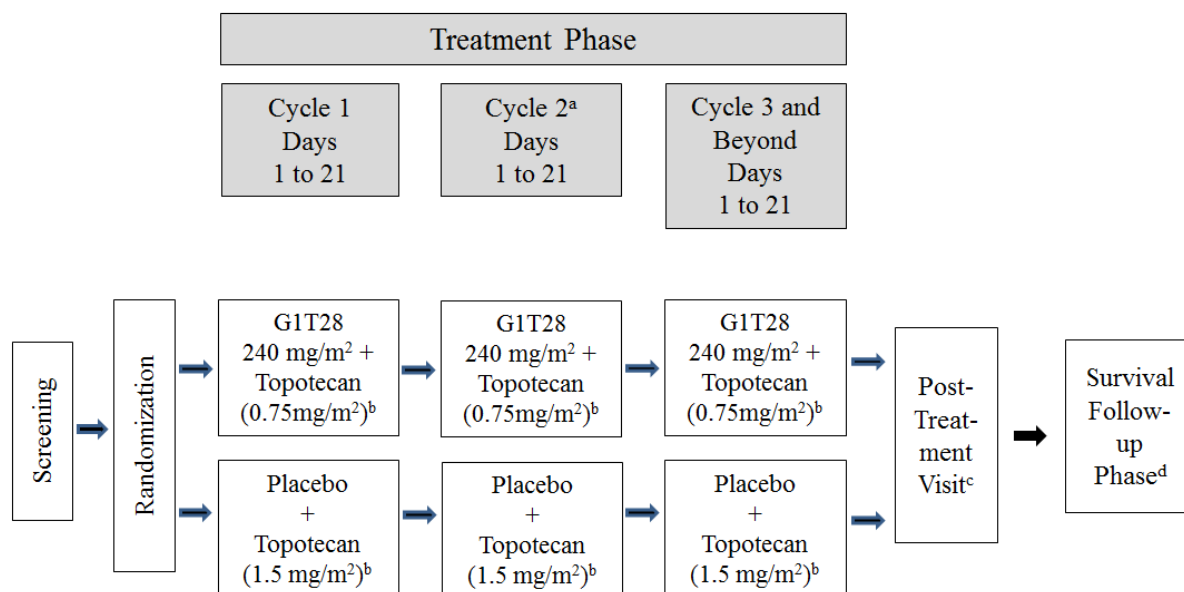 Treatment Phase
Cycle 1
Days
1 to 21
Cycle 2ᵃ
Days
1 to 21
Cycle 3 and
Beyond
Days
1 to 21
Screening
Randomization
G1T28
240 mg/m² +
Topotecan
(0.75mg/m²)ᵇ
G1T28
240 mg/m² +
Topotecan
(0.75mg/m²)ᵇ
G1T28
240 mg/m² +
Topotecan
(0.75mg/m²)ᵇ
Placebo
+
Topotecan
(1.5 mg/m²)ᵇ
Placebo
+
Topotecan
(1.5 mg/m²)ᵇ
Placebo
+
Topotecan
(1.5 mg/m²)ᵇ
Post-
Treat-
ment
Visitᶜ
Survival
Follow-
up
Phaseᵈ